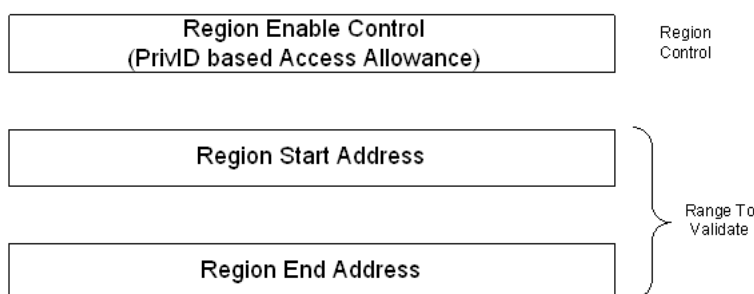 Region Enable Control
(PrivID based Access Allowance)
Region
Control
Region Start Address
Range To
Validate
Region End Address